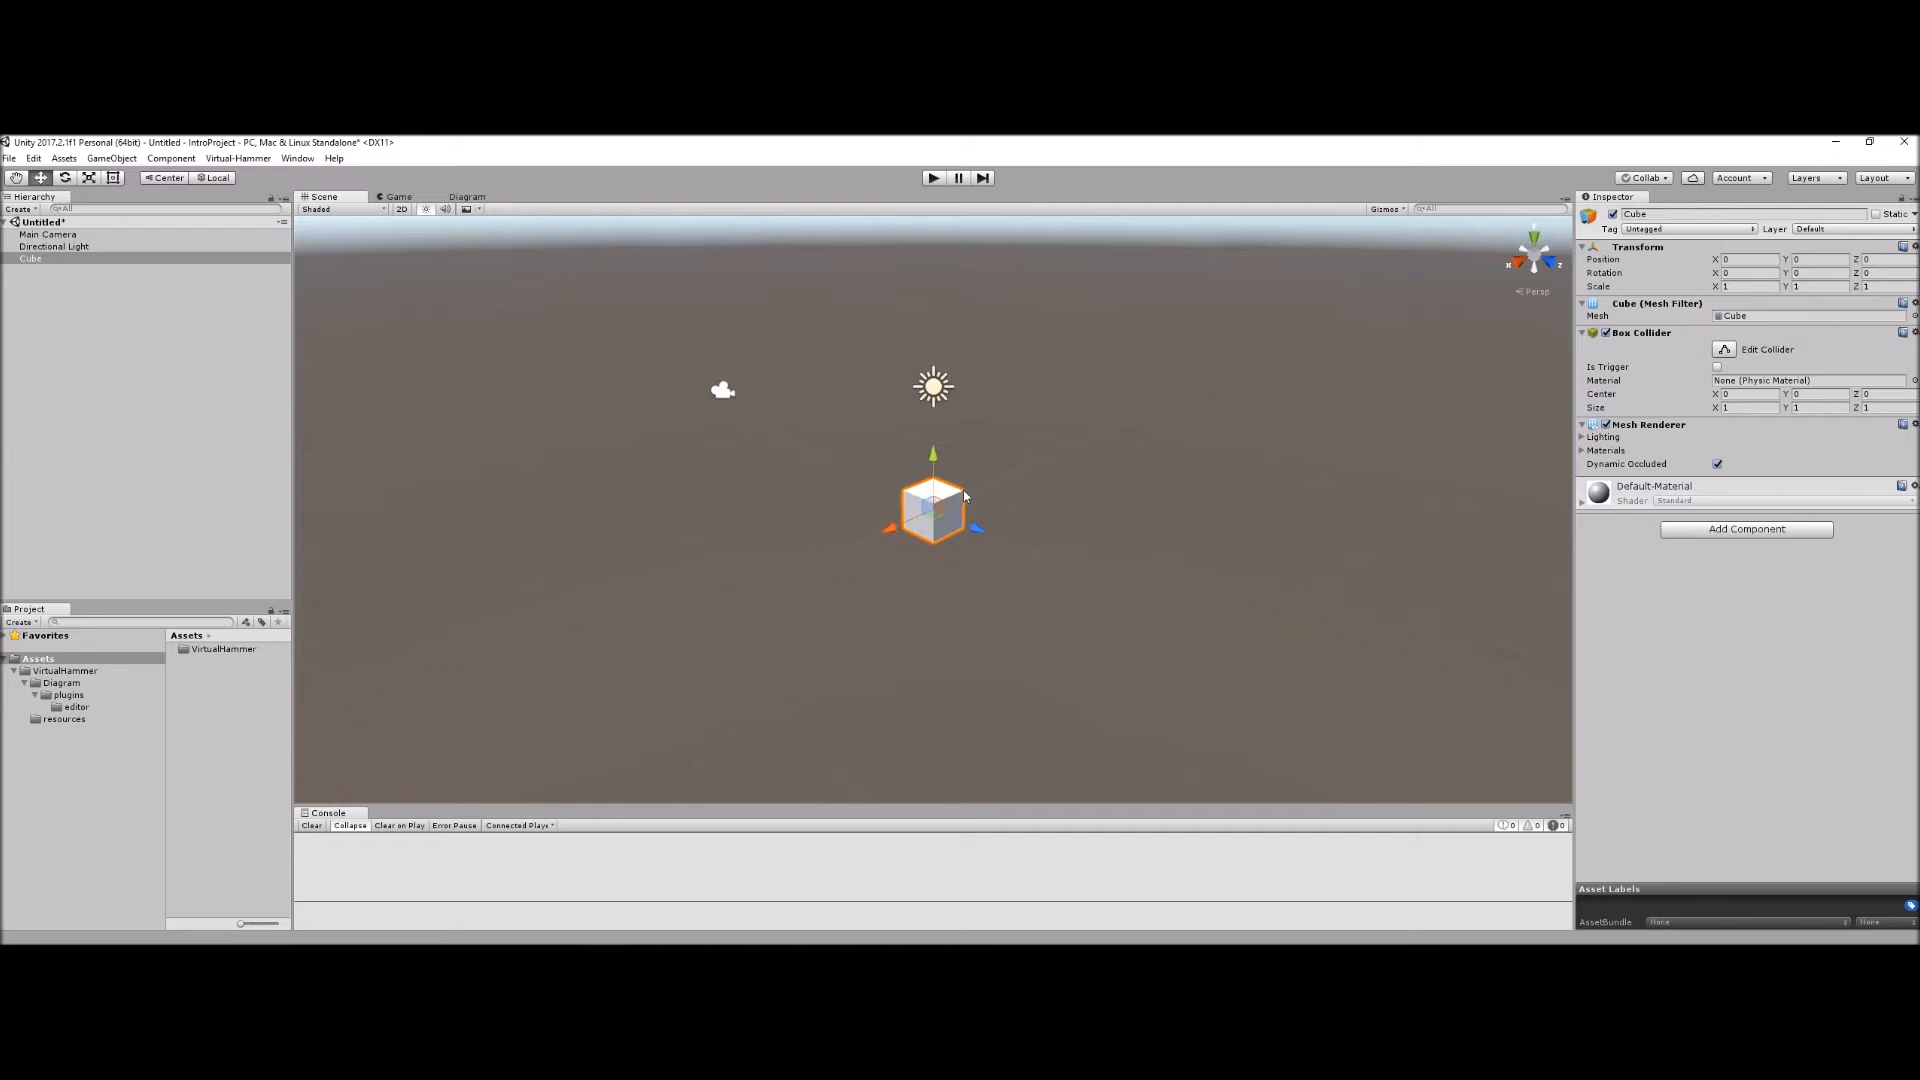 Unity 2017.2.1f1 Personal (64bit) - Untitled - IntroProject - PC, Mac & Linux Standalone* <DX11>
File Edit Assets GameObject Component Virtual-Hammer Window Help
Center Local Collab Account Layers Layout
Hierarchy
Create All
Untitled*
Main Camera
Directional Light
Cube
Scene Game Diagram
Shaded 2D Gizmos All
x z
Persp
Inspector
Cube Static
Tag Untagged Layer Default
Transform
Position X 0 Y 0 Z 0
Rotation X 0 Y 0 Z 0
Scale X 1 Y 1 Z 1
Cube (Mesh Filter)
Mesh Cube
Box Collider
Edit Collider
Is Trigger
Material None (Physic Material)
Center X 0 Y 0 Z 0
Size X 1 Y 1 Z 1
Mesh Renderer
Lighting
Materials
Dynamic Occluded
Default-Material
Shader Standard
Add Component
Project
Create
Favorites
Assets
VirtualHammer
Diagram
plugins
editor
resources
Assets
VirtualHammer
Console
Clear Collapse Clear on Play Error Pause Connected Playe 0 0 0
Asset Labels
AssetBundle None None